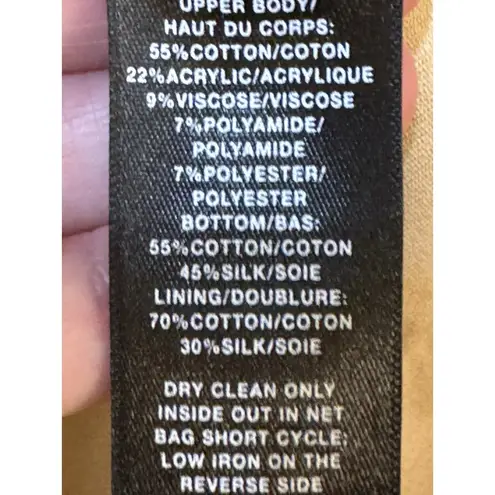 UPPER BODY/
HAUT DU CORPS:
55%COTTON/COTON
22%ACRYLIC/ACRYLIQUE
9%VISCOSE/VISCOSE
7%POLYAMIDE/
POLYAMIDE
7%POLYESTER/
POLYESTER
BOTTOM/BAS:
55%COTTON/COTON
45%SILK/SOIE
LINING/DOUBLURE:
70%COTTON/COTON
30%SILK/SOIE
DRY CLEAN ONLY
INSIDE OUT IN NET
BAG SHORT CYCLE;
LOW IRON ON THE
REVERSE SIDE